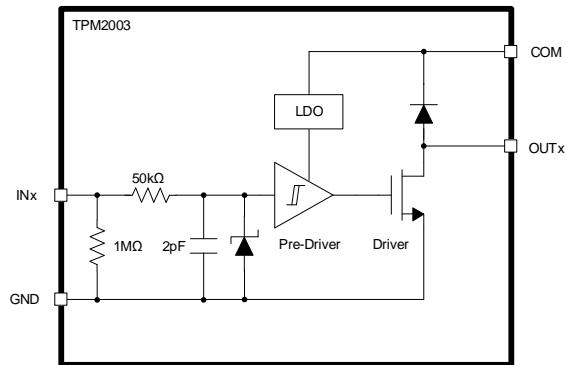 TPM2003
COM
LDO
OUTx
50kΩ
INx
1MΩ
2pF
Pre-Driver
Driver
GND